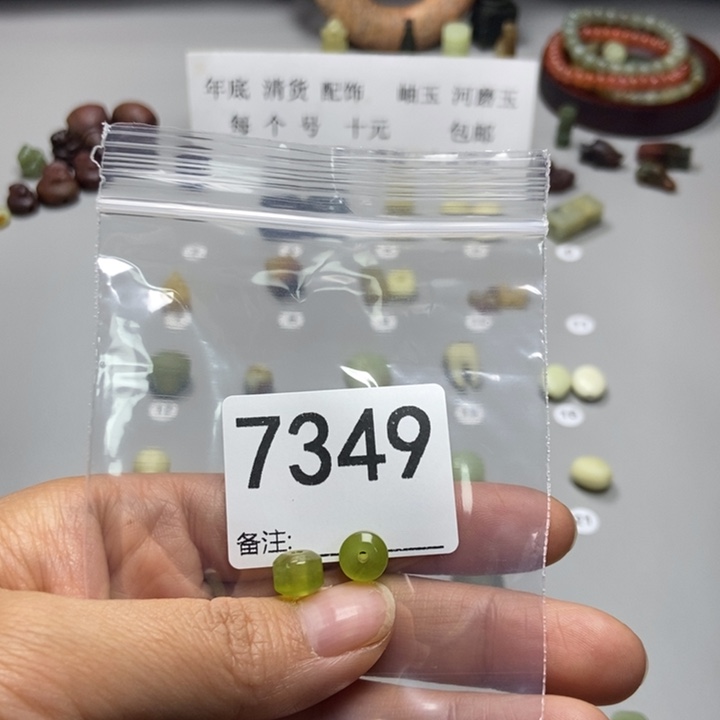 年底 清货 配饰 岫玉 河磨玉
每个号 十元 包邮
7349
备注: